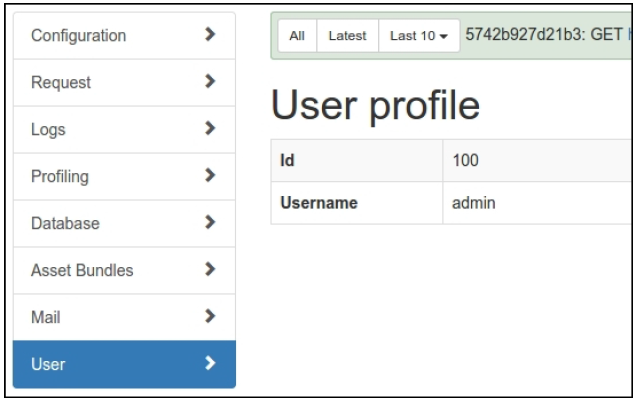 Configuration
Request
Logs
Profiling
Database
Asset Bundles
Mail
User
All Latest Last 10 5742b927d21b3: GET
User profile
Id 100
Username admin